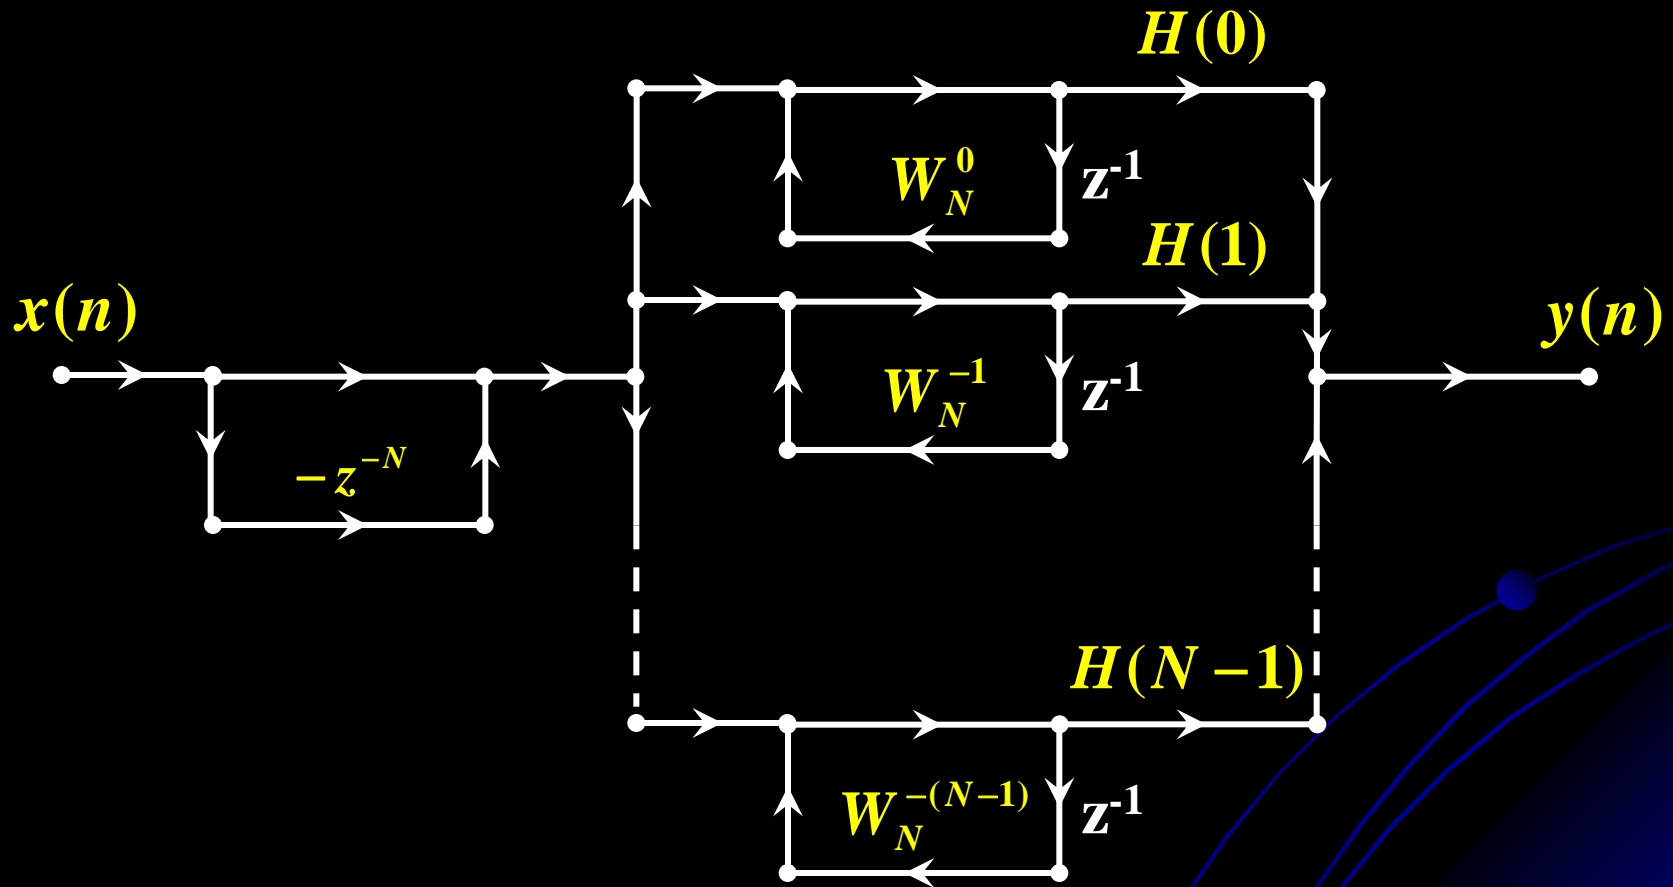 H(0)
W_N^0 z^-1
H(1)
x(n)
y(n)
W_N^-1 z^-1
-z^-N
H(N-1)
W_N^-(N-1) z^-1